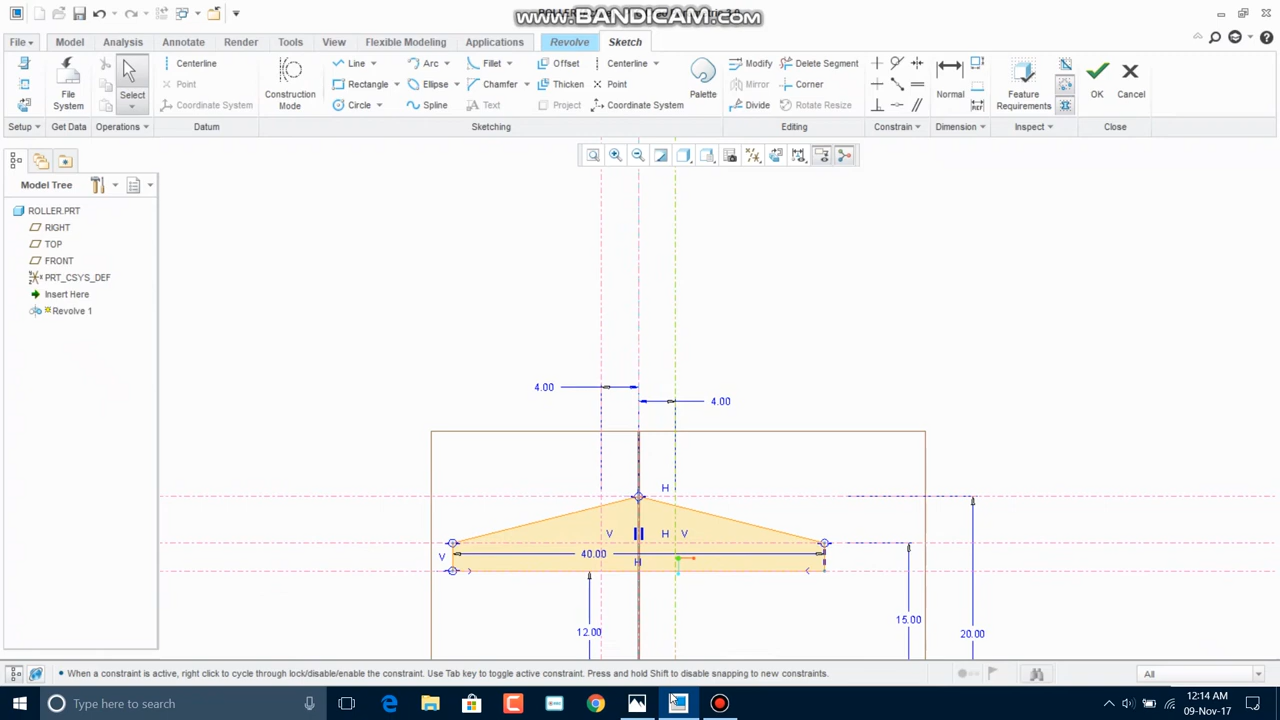 ROLLER
www.BANDICAM.com
File
Model
Analysis
Annotate
Render
Tools
View
Flexible Modeling
Applications
Revolve
Sketch
File System
Select
Centerline
Point
Coordinate System
Construction Mode
Line
Arc
Fillet
Offset
Centerline
Rectangle
Ellipse
Chamfer
Thicken
Point
Circle
Spline
Text
Project
Coordinate System
Palette
Modify
Delete Segment
Mirror
Corner
Divide
Rotate Resize
Normal
Feature Requirements
OK
Cancel
Setup
Get Data
Operations
Datum
Sketching
Editing
Constrain
Dimension
Inspect
Close
Model Tree
ROLLER.PRT
RIGHT
TOP
FRONT
PRT_CSYS_DEF
Insert Here
Revolve 1
4.00
4.00
H
V
H
V
40.00
V
H
12.00
15.00
20.00
When a constraint is active, right click to cycle through lock/disable/enable the constraint. Use Tab key to toggle active constraint. Press and hold Shift to disable snapping to new constraints.
All
Type here to search
12:14 AM
09-Nov-17